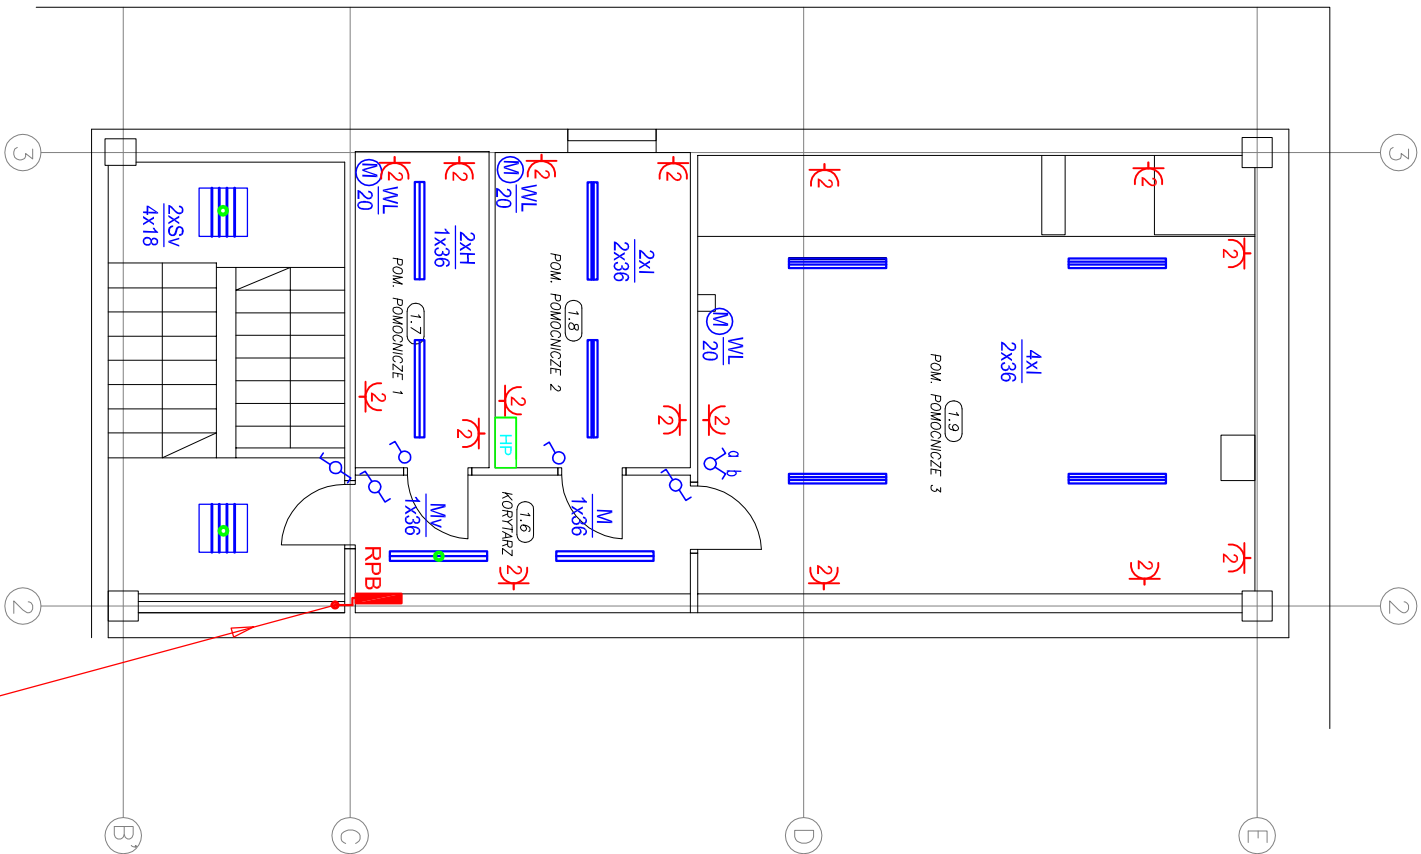 3
3
2
2
B'
C
D
E
2xSv
4x18
M
WL
20
2
2
2xH
1x36
POM. POMOCNICZE 1
1.7
2
2
M
WL
20
2
2
2xI
2x36
POM. POMOCNICZE 2
1.8
2
2
HP
M
WL
20
2
2
2
4xI
2x36
POM. POMOCNICZE 3
1.9
2
a
b
2
2
2
Mv
1x36
KORYTARZ
1.6
M
1x36
2
RPB